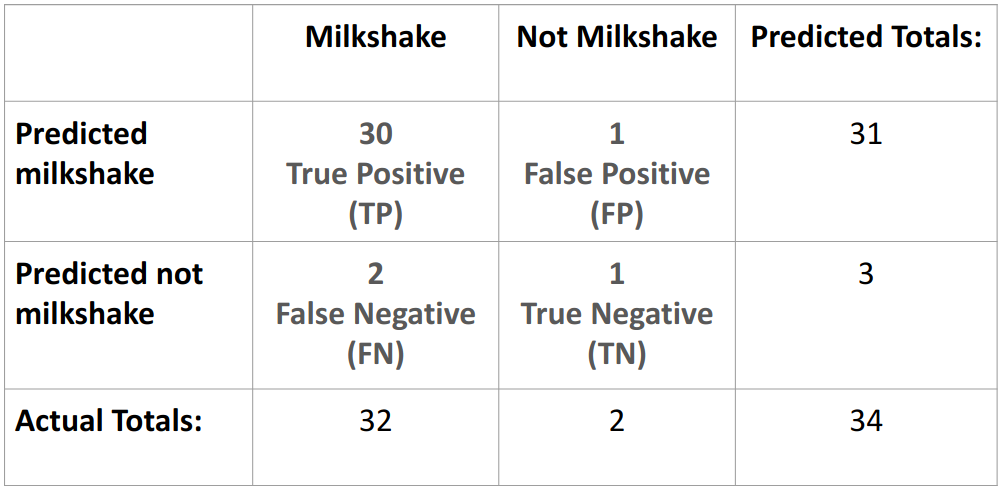 Milkshake Not Milkshake Predicted Totals:
Predicted milkshake 30 True Positive (TP) 1 False Positive (FP) 31
Predicted not milkshake 2 False Negative (FN) 1 True Negative (TN) 3
Actual Totals: 32 2 34